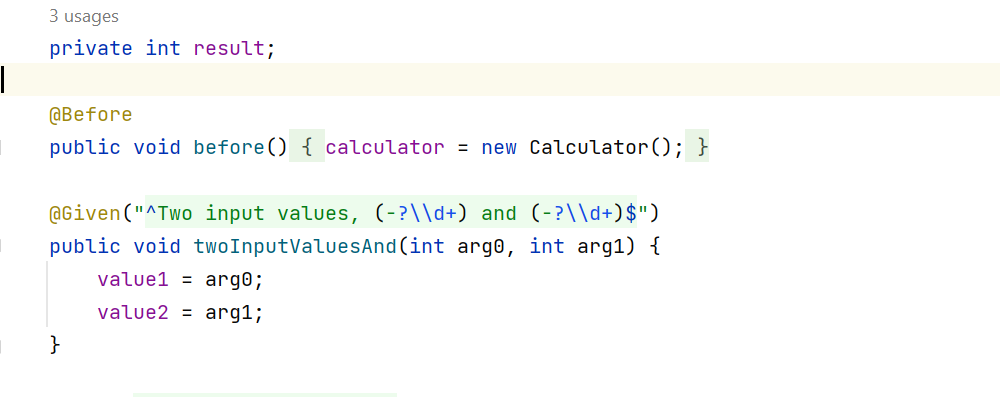 3 usages
private int result;
@Before
public void before() { calculator = new Calculator(); }
@Given("^Two input values, (-?\\d+) and (-?\\d+)$")
public void twoInputValuesAnd(int arg0, int arg1) {
value1 = arg0;
value2 = arg1;
}